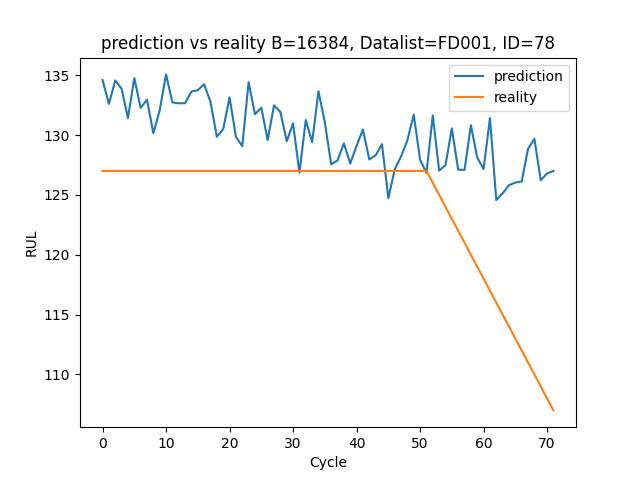 prediction vs reality B=16384, Datalist=FD001, ID=78
prediction
reality
135
130
125
120
115
110
RUL
0 10 20 30 40 50 60 70
Cycle